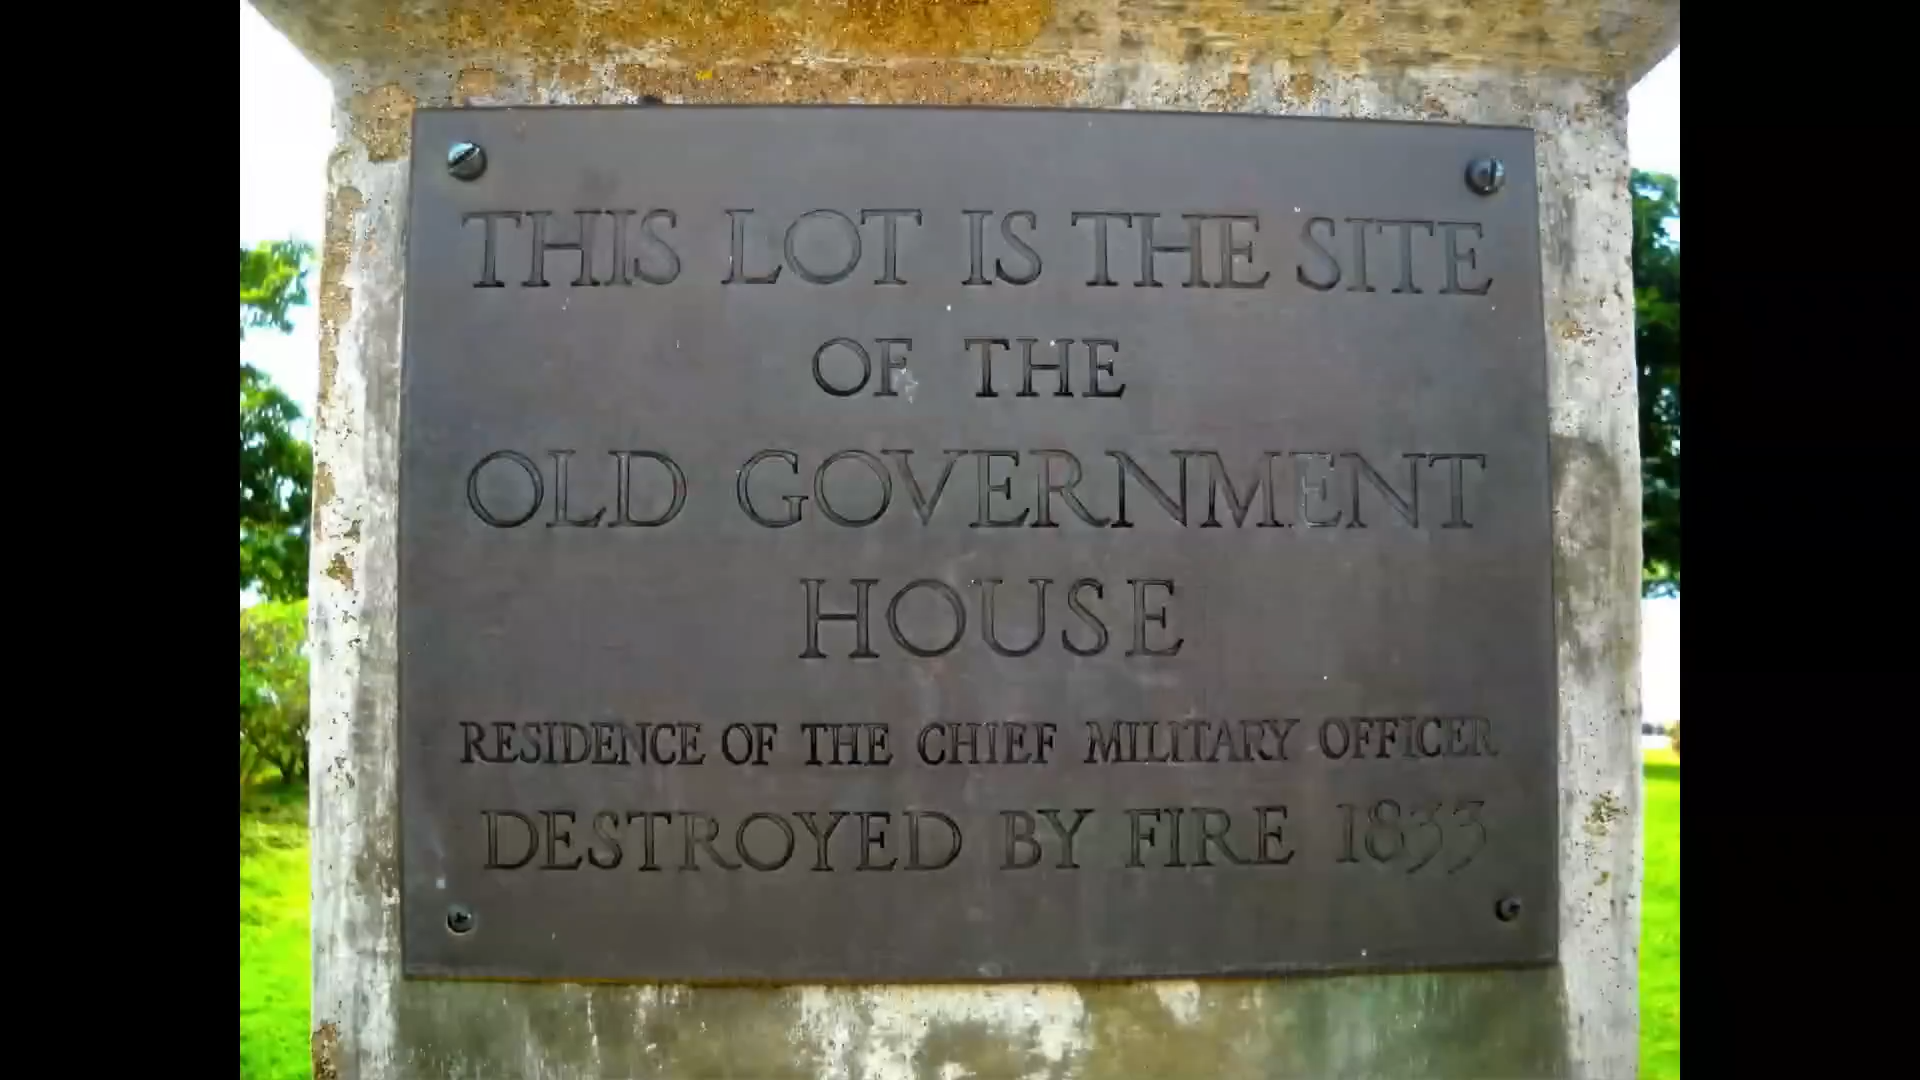 THIS LOT IS THE SITE
OF THE
OLD GOVERNMENT
HOUSE
RESIDENCE OF THE CHIEF MILITARY OFFICER
DESTROYED BY FIRE 1833